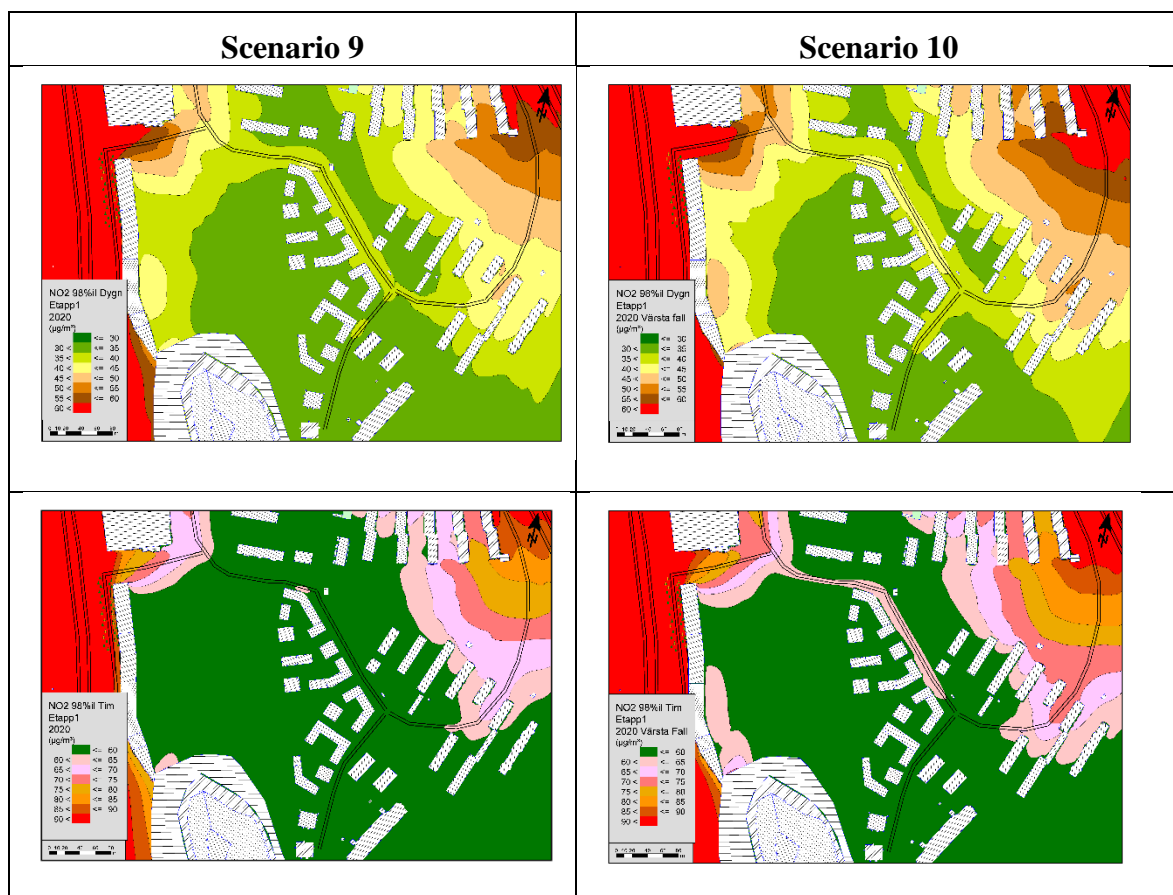 Scenario 9
Scenario 10
NO2 98%il Dygn
Etapp1
2020
(µg/m³)
<= 30
30 < <= 35
35 < <= 40
40 < <= 45
45 < <= 50
50 < <= 55
55 < <= 60
60 <
NO2 98%il Dygn
Etapp1
2020 Värsta fall
(µg/m³)
<= 30
30 < <= 35
35 < <= 40
40 < <= 45
45 < <= 50
50 < <= 55
55 < <= 60
60 <
NO2 98%il Tim
Etapp1
2020
(µg/m³)
<= 60
60 < <= 65
65 < <= 70
70 < <= 75
75 < <= 80
80 < <= 85
85 < <= 90
90 <
NO2 98%il Tim
Etapp1
2020 Värsta Fall
(µg/m³)
<= 60
60 < <= 65
65 < <= 70
70 < <= 75
75 < <= 80
80 < <= 85
85 < <= 90
90 <